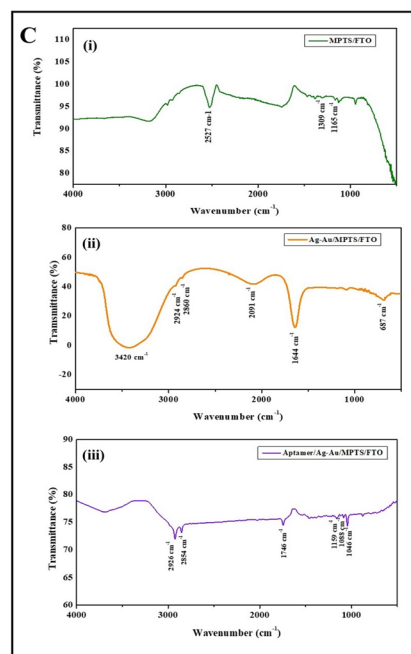 C
(i)
MPTS/FTO
Transmittance (%)
105
100
95
90
85
80
2527 cm-1
1309 cm-1
1165 cm-1
4000 3000 2000 1000
Wavenumber (cm-1)
(ii)
Ag-Au/MPTS/FTO
Transmittance (%)
80
60
40
20
0
-20
3420 cm-1
2924 cm-1
2860 cm-1
2091 cm-1
1644 cm-1
687 cm-1
4000 3000 2000 1000
Wavenumber (cm-1)
(iii)
Aptamer/Ag-Au/MPTS/FTO
Transmittance (%)
90
85
80
75
70
65
60
2926 cm-1
2854 cm-1
1746 cm-1
1159 cm-1
1088 cm-1
1046 cm-1
4000 3000 2000 1000
Wavenumber (cm-1)